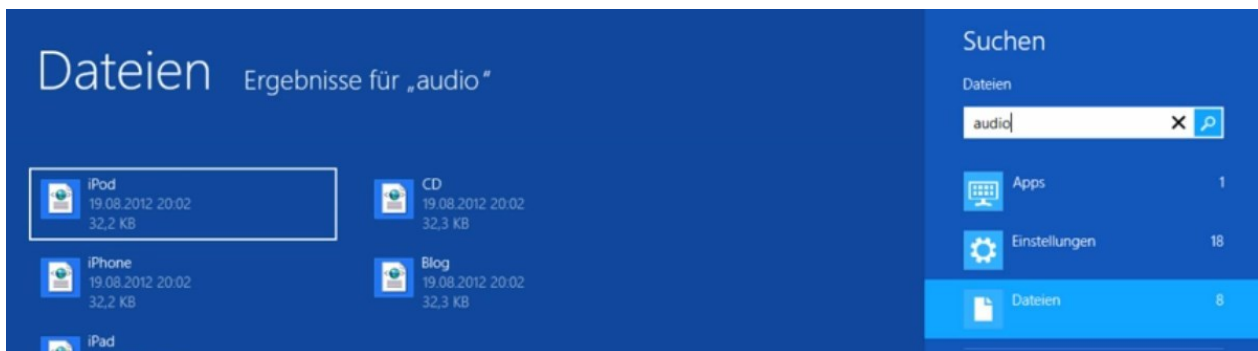 Dateien Ergebnisse für „audio“
iPod
19.08.2012 20:02
32,2 KB
iPhone
19.08.2012 20:02
32,2 KB
iPad
CD
19.08.2012 20:02
32,3 KB
Blog
19.08.2012 20:02
32,3 KB
Suchen
Dateien
audio
Apps 1
Einstellungen 18
Dateien 8